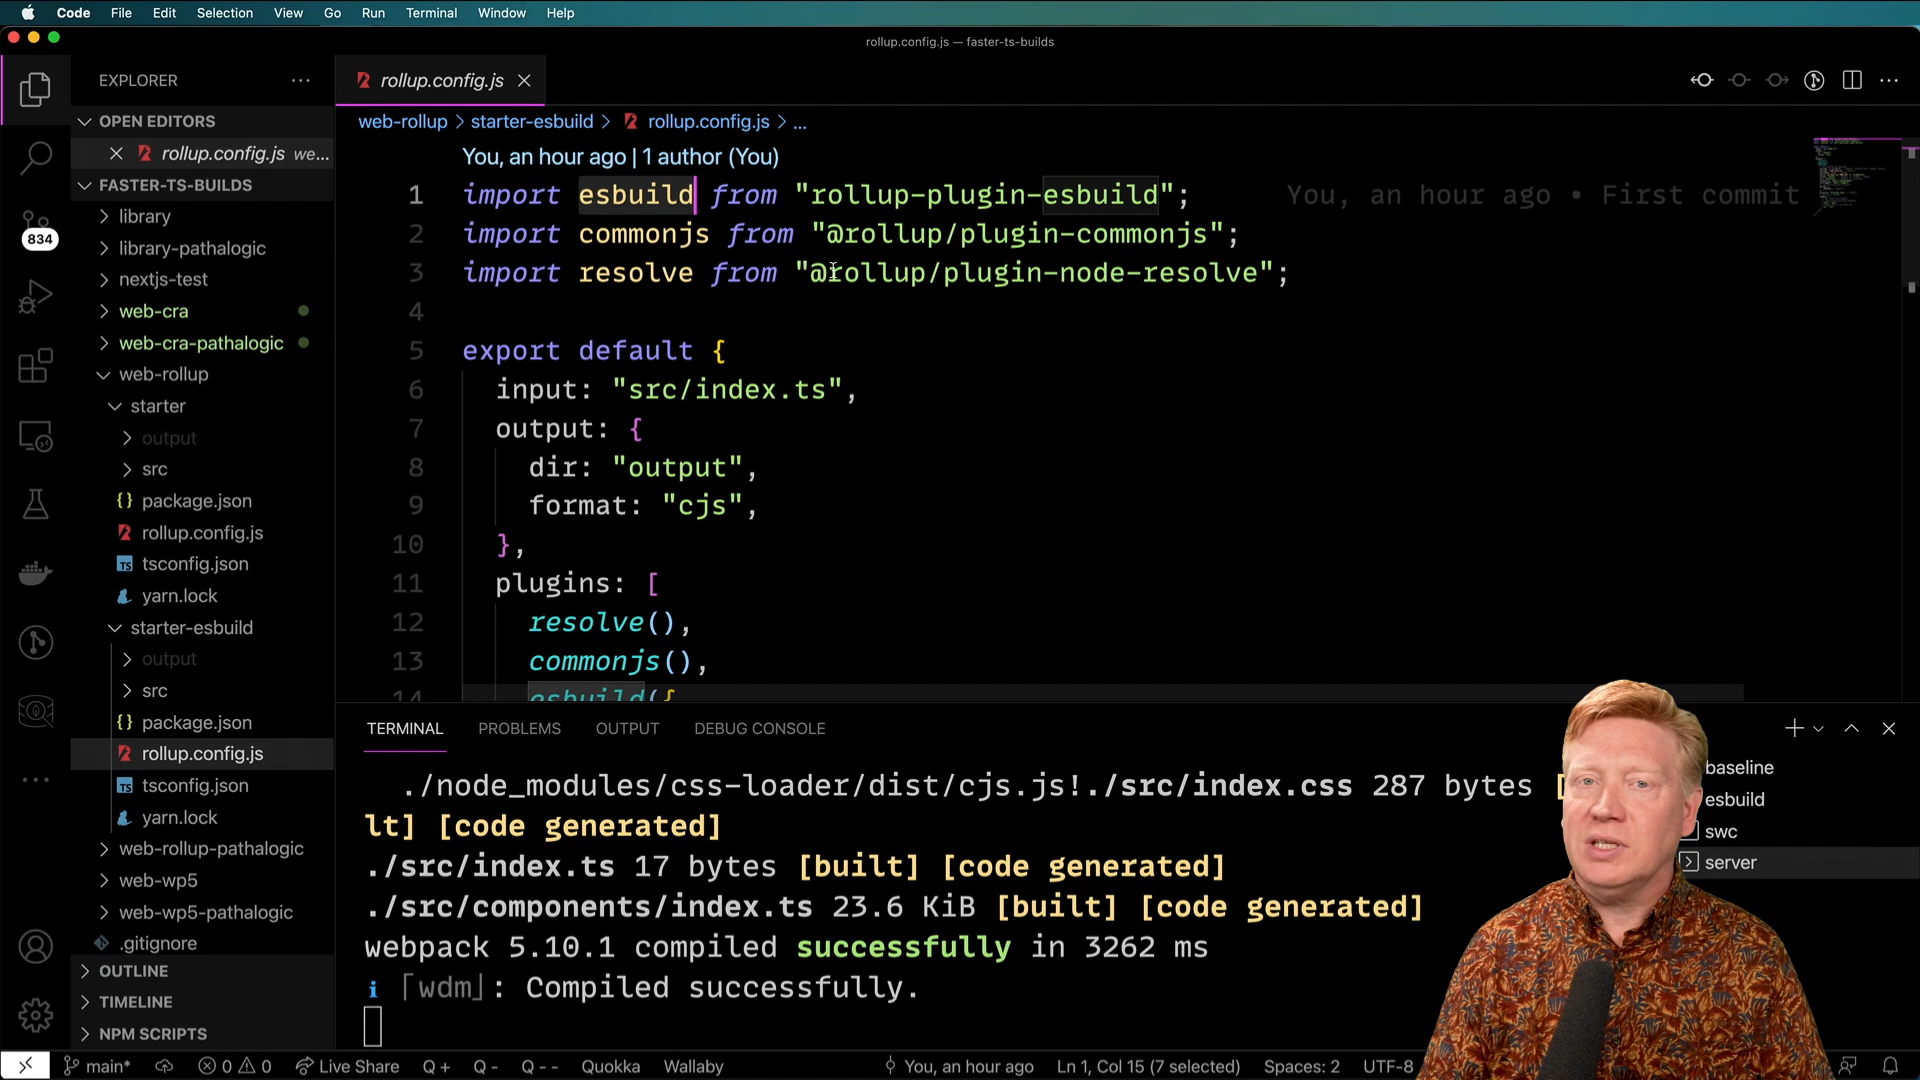 Code File Edit Selection View Go Run Terminal Window Help
rollup.config.js — faster-ts-builds
EXPLORER
OPEN EDITORS
rollup.config.js we...
FASTER-TS-BUILDS
library
library-pathalogic
nextjs-test
web-cra
web-cra-pathalogic
web-rollup
starter
output
src
package.json
rollup.config.js
tsconfig.json
yarn.lock
starter-esbuild
output
src
package.json
rollup.config.js
tsconfig.json
yarn.lock
web-rollup-pathalogic
web-wp5
web-wp5-pathalogic
.gitignore
OUTLINE
TIMELINE
NPM SCRIPTS
834
rollup.config.js
web-rollup > starter-esbuild > rollup.config.js > ...
You, an hour ago | 1 author (You)
1 import esbuild from "rollup-plugin-esbuild"; You, an hour ago • First commit
2 import commonjs from "@rollup/plugin-commonjs";
3 import resolve from "@rollup/plugin-node-resolve";
4
5 export default {
6 input: "src/index.ts",
7 output: {
8 dir: "output",
9 format: "cjs",
10 },
11 plugins: [
12 resolve(),
13 commonjs(),
14 esbuild({
TERMINAL PROBLEMS OUTPUT DEBUG CONSOLE
./node_modules/css-loader/dist/cjs.js!./src/index.css 287 bytes [
lt] [code generated]
./src/index.ts 17 bytes [built] [code generated]
./src/components/index.ts 23.6 KiB [built] [code generated]
webpack 5.10.1 compiled successfully in 3262 ms
i ｢wdm｣: Compiled successfully.
baseline
esbuild
swc
server
main* 0 0 Live Share Q + Q - Q -- Quokka Wallaby You, an hour ago Ln 1, Col 15 (7 selected) Spaces: 2 UTF-8